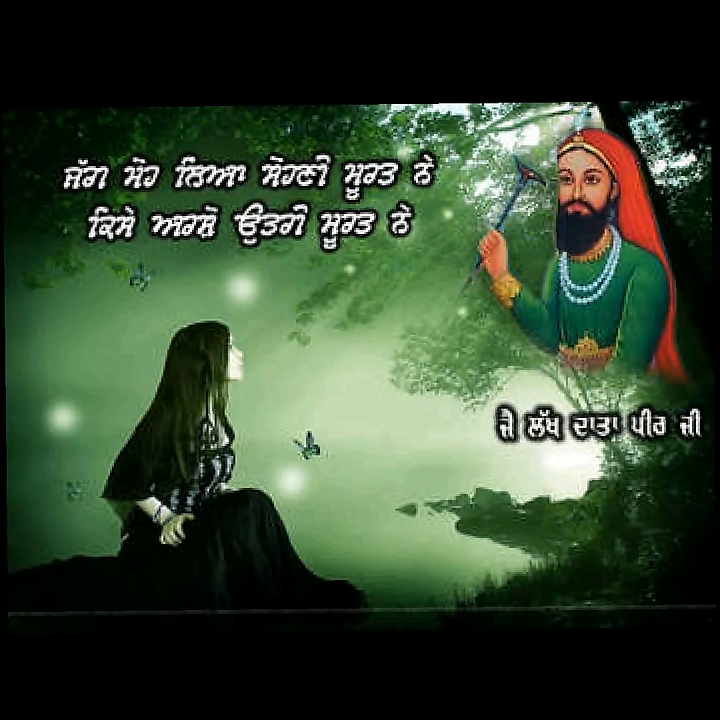 ਜੱਗ ਮੋਹ ਲਿਆ ਸੋਹਣੀ ਸੂਰਤ ਨੇ
ਕਿਸੇ ਅਰਸ਼ੋ ਉਤਰੀ ਮੂਰਤ ਨੇ
ਜੈ ਲੱਖ ਦਾਤਾ ਪੀਰ ਜੀ